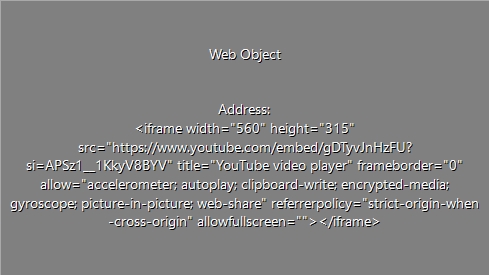 Web Object
Address:
<iframe width="560" height="315"
src="https://www.youtube.com/embed/gDTyvJnHzFU?
si=APSz1__1KkyV8BYV" title="YouTube video player" frameborder="0"
allow="accelerometer; autoplay; clipboard-write; encrypted-media;
gyroscope; picture-in-picture; web-share" referrerpolicy="strict-origin-when
-cross-origin" allowfullscreen=""></iframe>